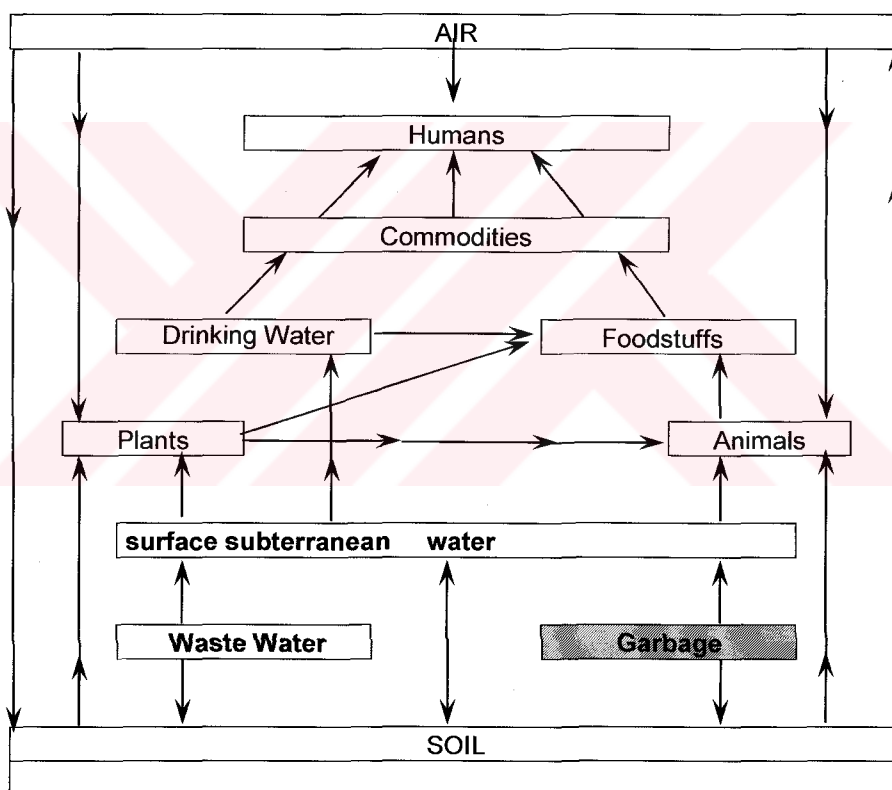 AIR
Humans
Commodities
Drinking Water
Foodstuffs
Plants
Animals
surface subterranean water
Waste Water
Garbage
SOIL